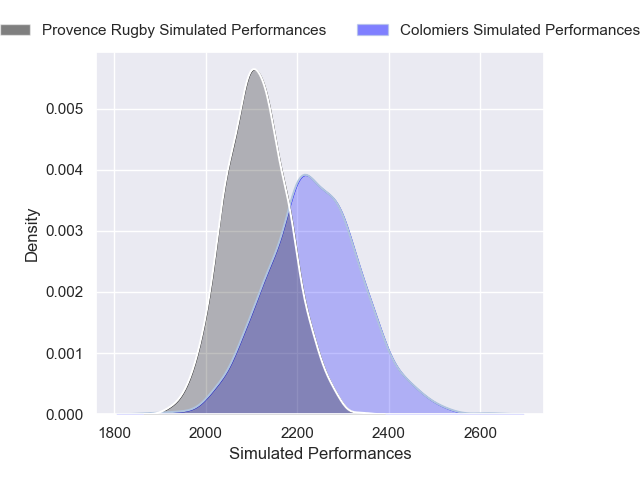 Provence Rugby Simulated Performances
Colomiers Simulated Performances
0.005
0.004
0.003
0.002
0.001
0.000
Density
1800
2000
2200
2400
2600
Simulated Performances